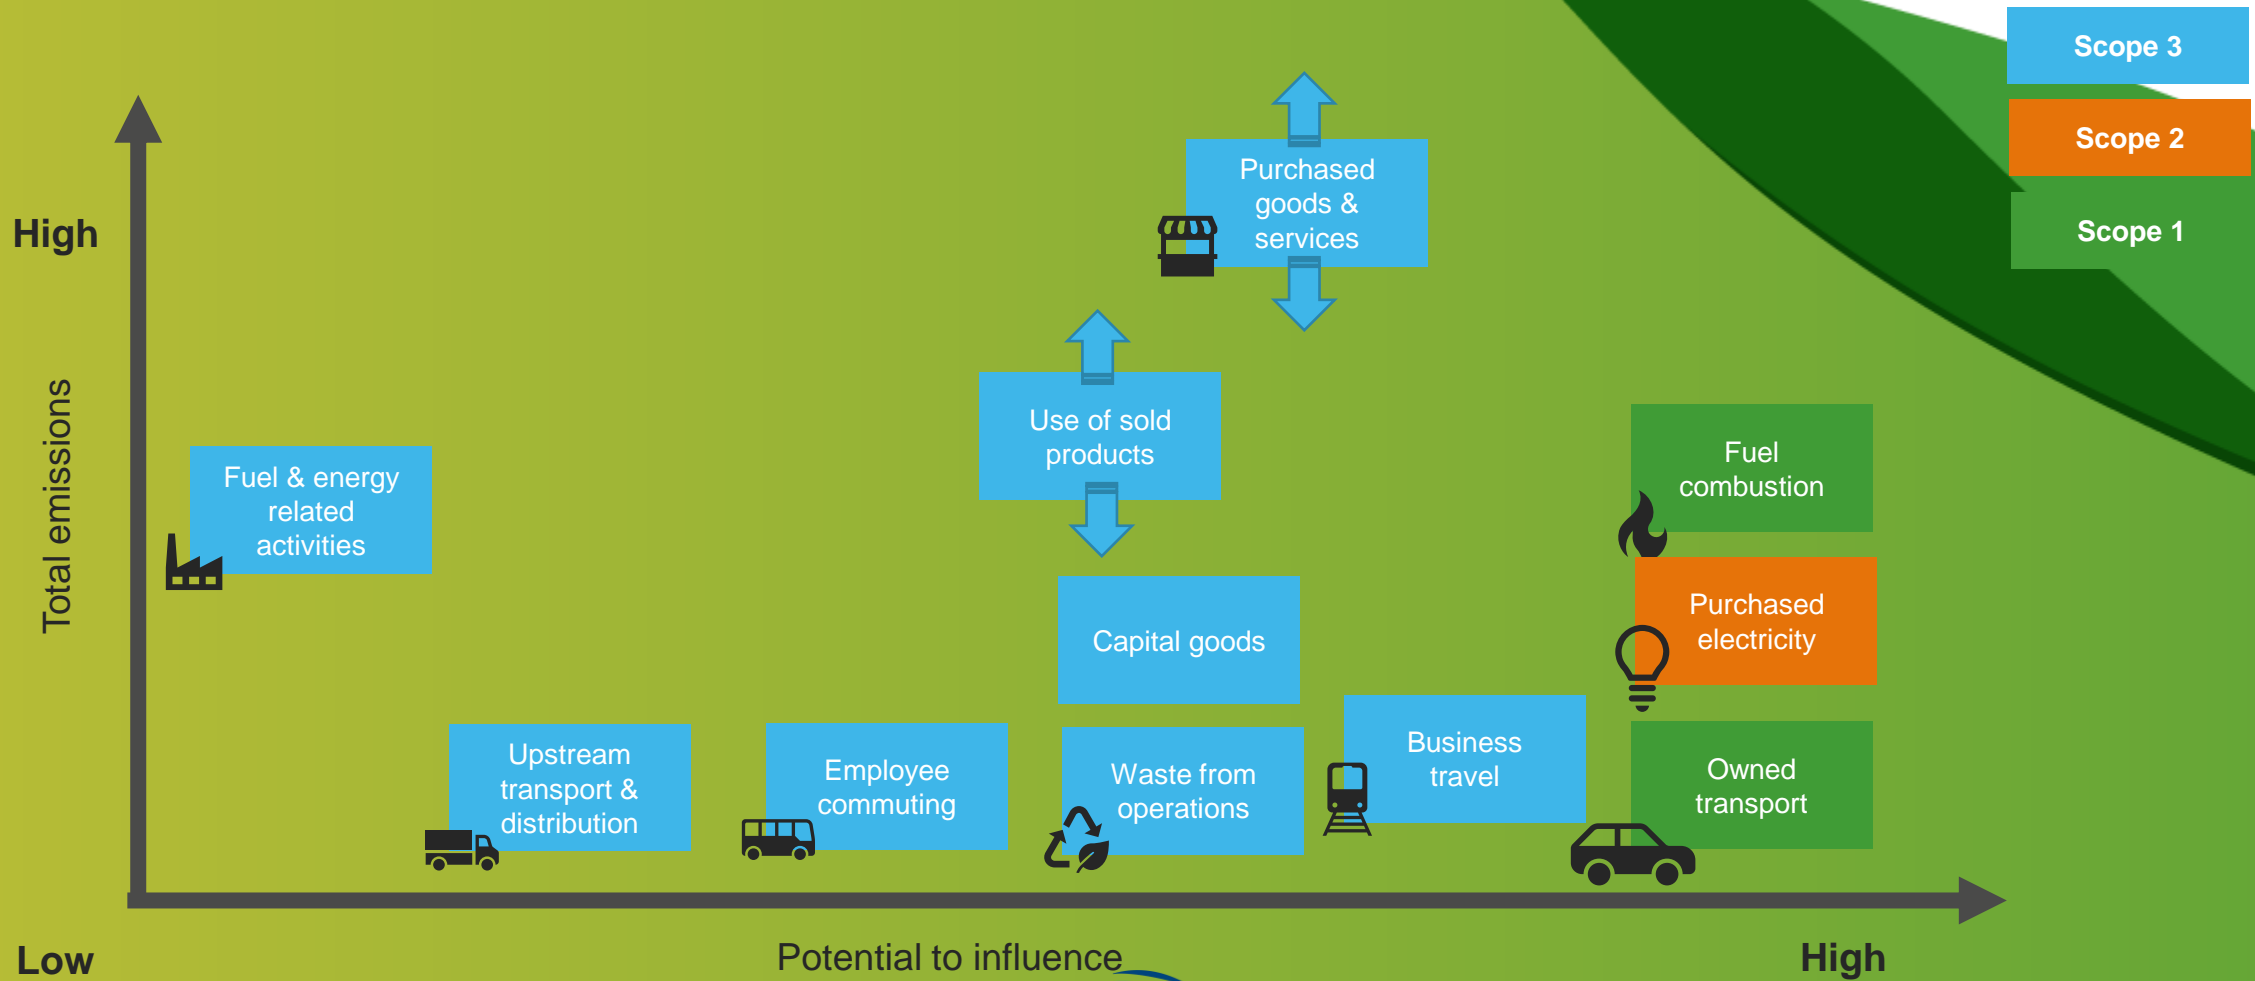 Scope 3
Scope 2
Scope 1
High
Total emissions
Purchased
goods &
services
Use of sold
products
Fuel & energy
related
activities
Fuel
combustion
Capital goods
Purchased
electricity
Upstream
transport &
distribution
Employee
commuting
Waste from
operations
Business
travel
Owned
transport
Low
Potential to influence
High